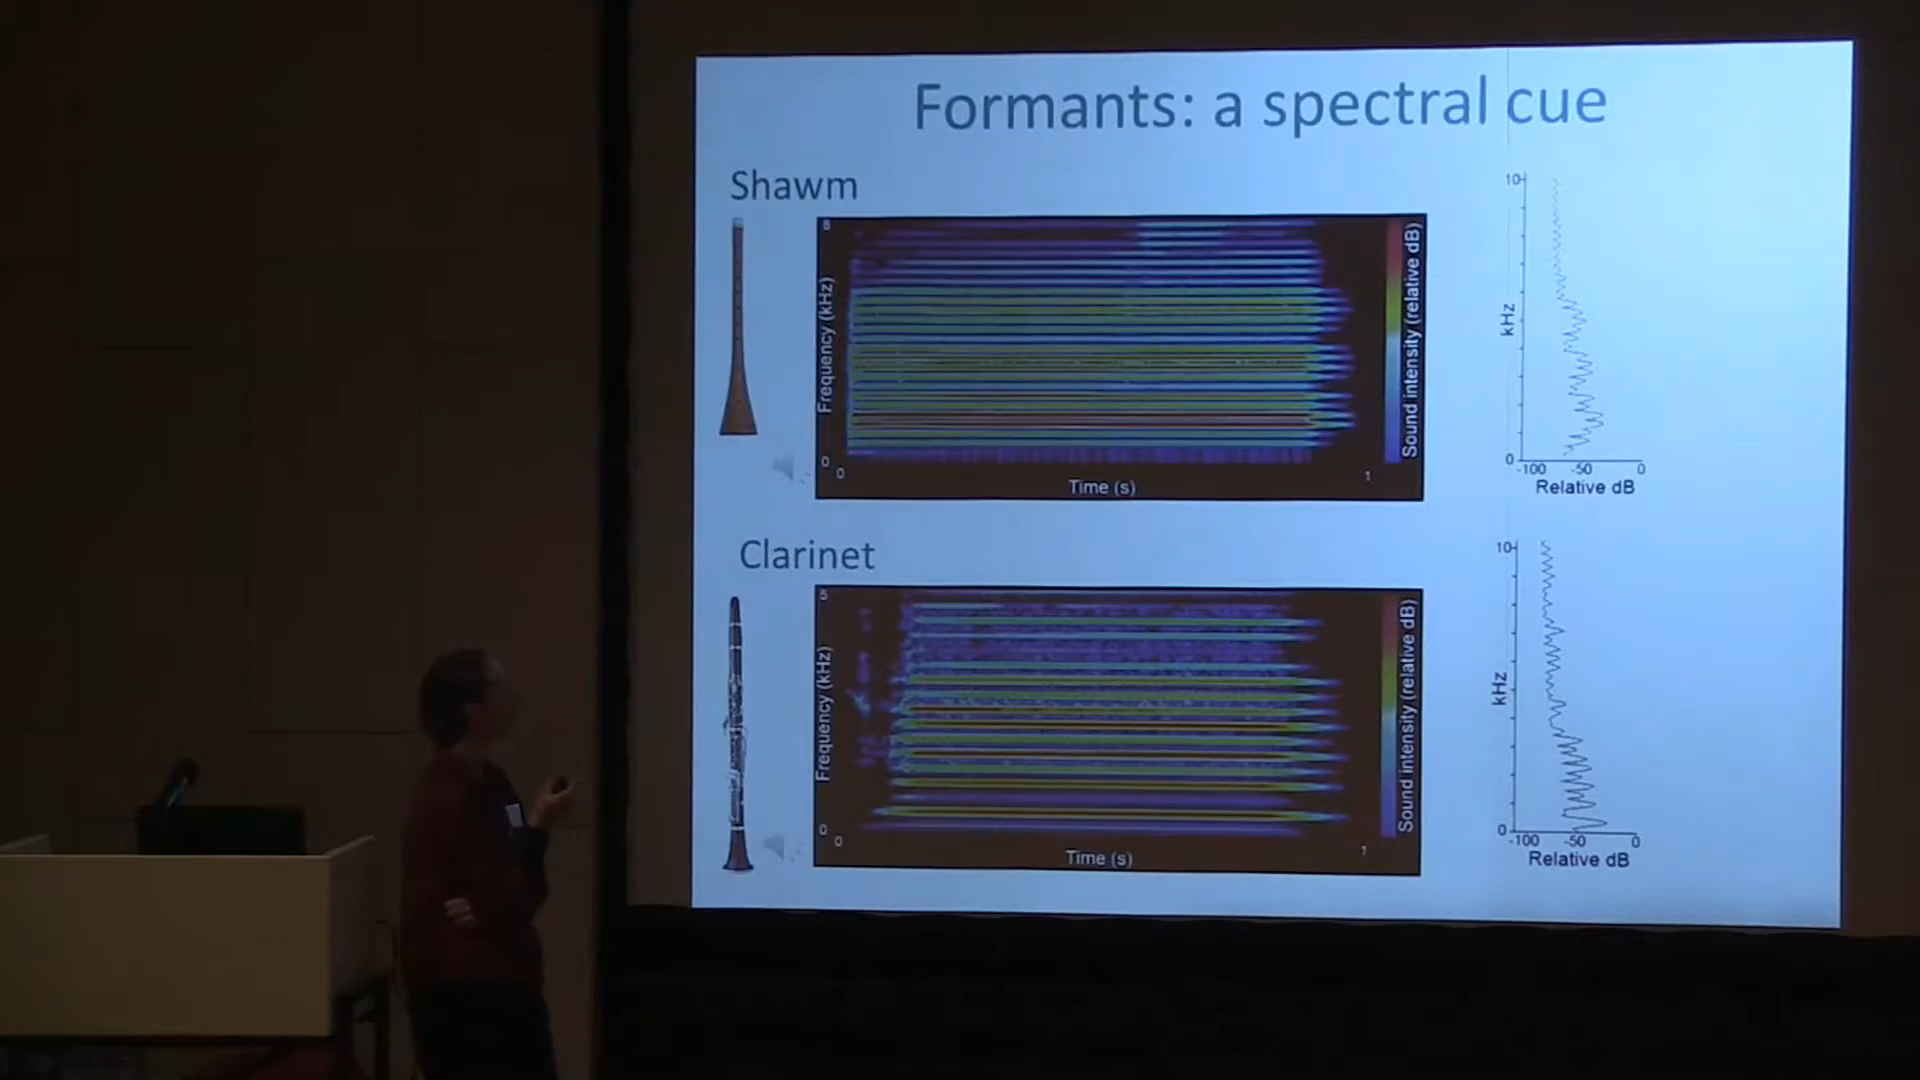 Formants: a spectral cue
Shawm
Frequency (kHz)
0
0
Time (s)
1
Sound intensity (relative dB)
10
kHz
0
-100
-50
0
Relative dB
Clarinet
5
Frequency (kHz)
0
0
Time (s)
1
Sound intensity (relative dB)
10
kHz
0
-100
-50
0
Relative dB